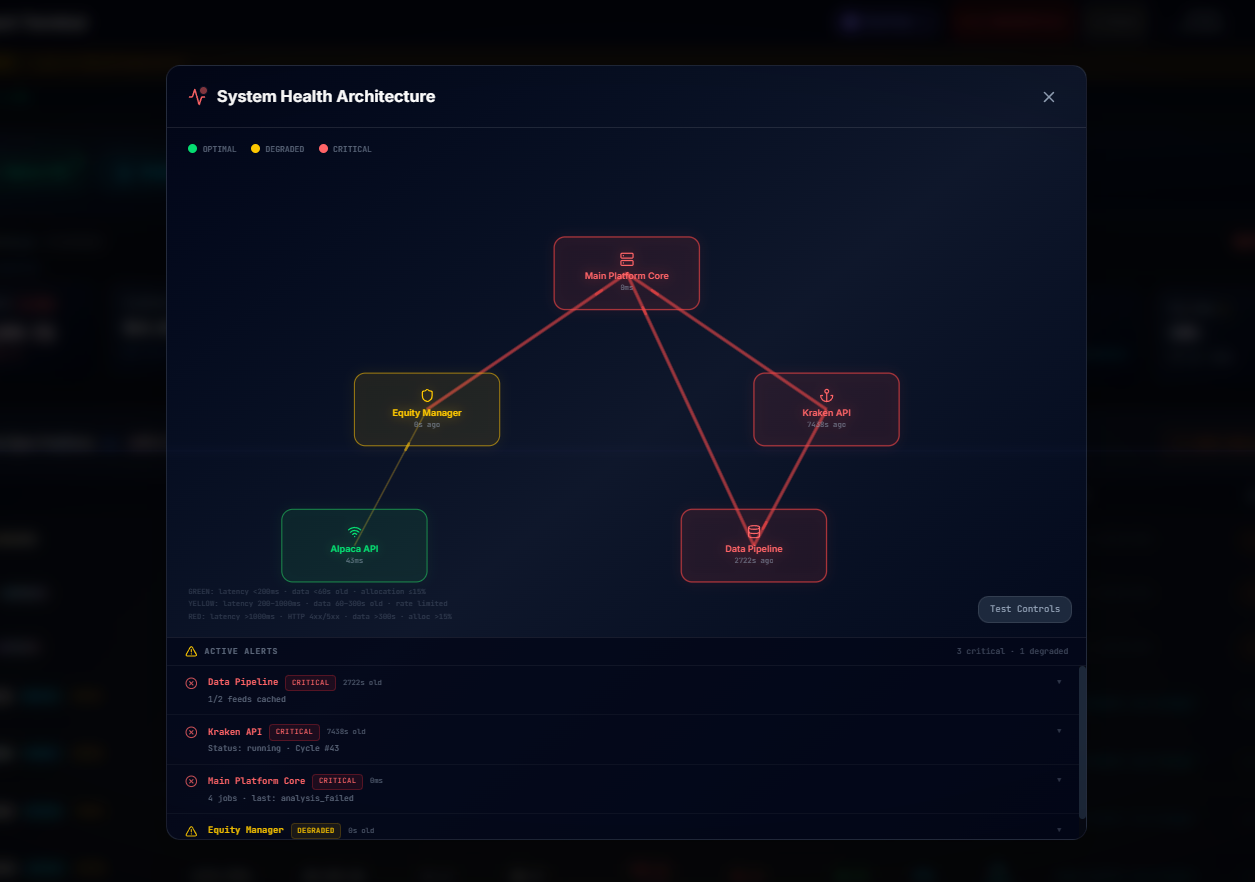 System Health Architecture
OPTIMAL DEGRADED CRITICAL
Main Platform Core
0ms
Equity Manager
0s ago
Kraken API
7438s ago
Alpaca API
43ms
Data Pipeline
2722s ago
GREEN: latency <200ms · data <60s old · allocation ≤15%
YELLOW: latency 200-1000ms · data 60-300s old · rate limited
RED: latency >1000ms · HTTP 4xx/5xx · data >300s · alloc >15%
Test Controls
ACTIVE ALERTS
3 critical · 1 degraded
Data Pipeline CRITICAL 2722s old
1/2 feeds cached
Kraken API CRITICAL 7438s old
Status: running · Cycle #43
Main Platform Core CRITICAL 0ms
4 jobs · last: analysis_failed
Equity Manager DEGRADED 0s old